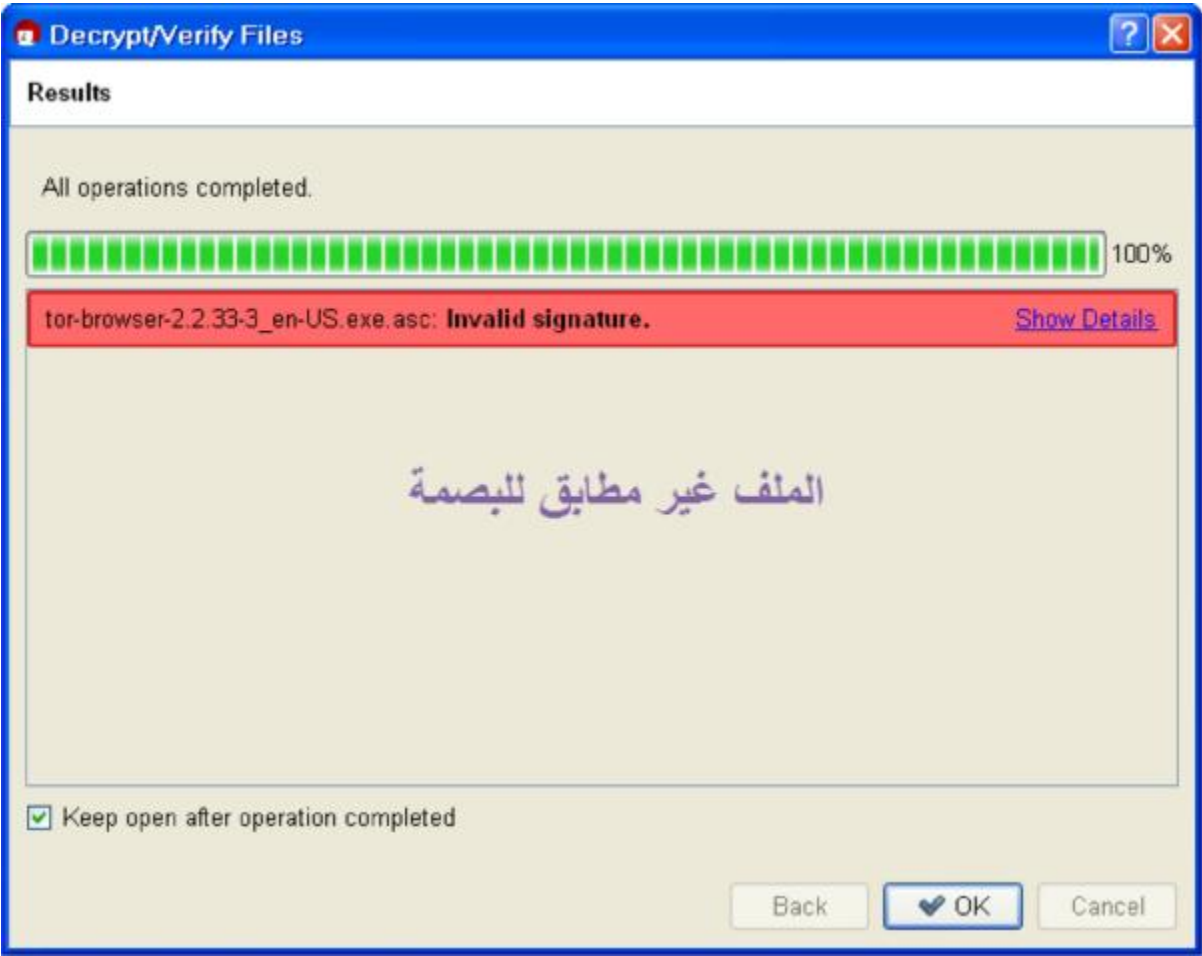 Decrypt/Verify Files
Results
All operations completed.
100%
tor-browser-2.2.33-3_en-US.exe.asc: Invalid signature. Show Details
الملف غير مطابق للبصمة
Keep open after operation completed
Back OK Cancel